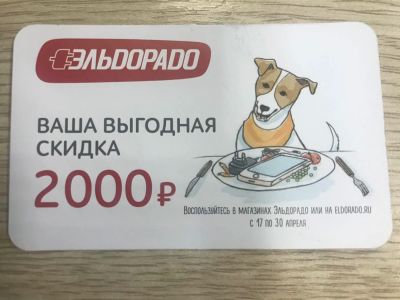 ЭЛЬДОРАДО
ВАША ВЫГОДНАЯ
СКИДКА
2000₽
Воспользуйтесь в магазинах Эльдорадо или на eldorado.ru
с 17 по 30 апреля